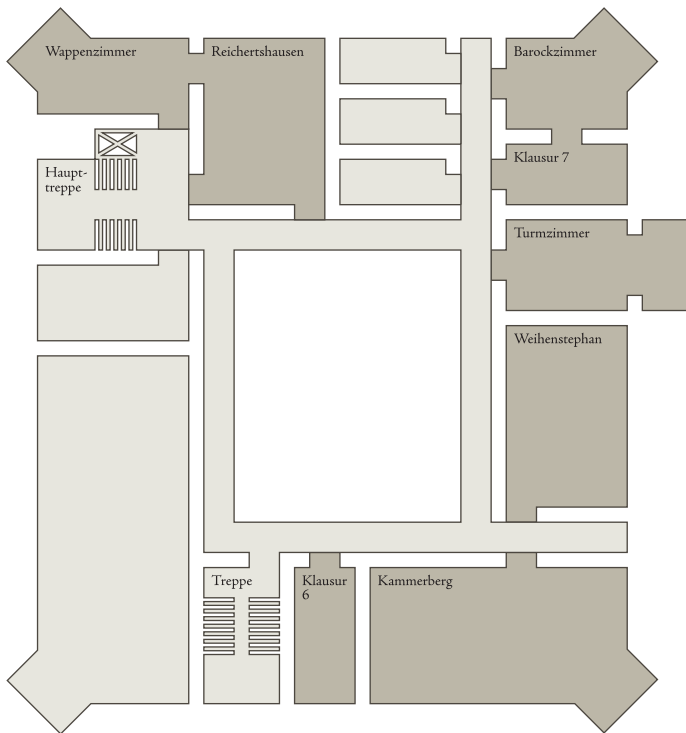 Wappenzimmer
Reichertshausen
Barockzimmer
Klausur 7
Haupt-
treppe
Turmzimmer
Weihenstephan
Treppe
Klausur
6
Kammerberg